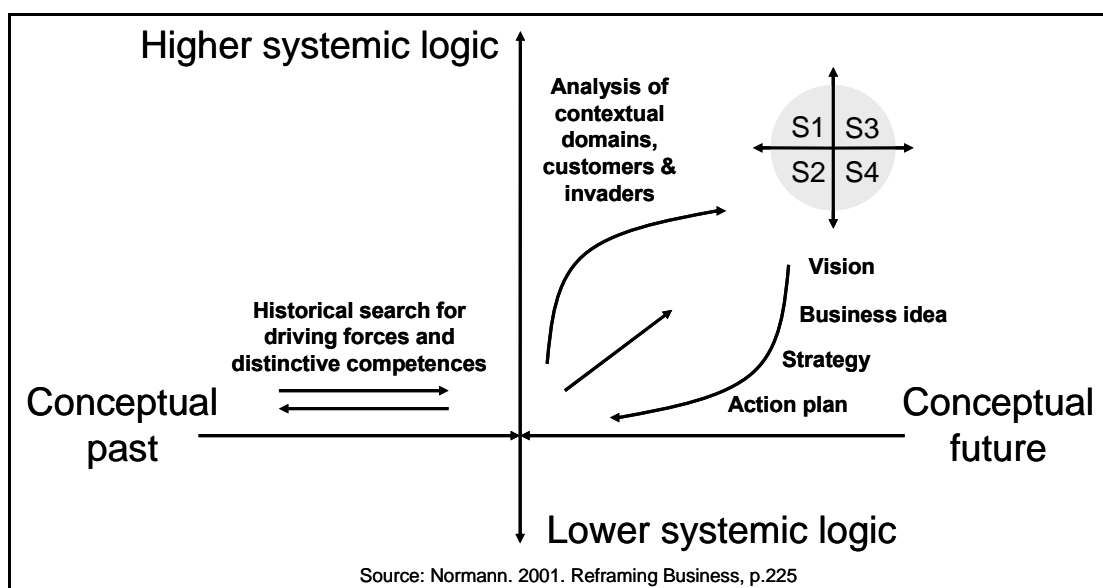 Higher systemic logic
Analysis of
contextual
domains,
customers &
invaders
S1 S3
S2 S4
Vision
Business idea
Strategy
Action plan
Historical search for
driving forces and
distinctive competences
Conceptual
past
Conceptual
future
Lower systemic logic
Source: Normann. 2001. Reframing Business, p.225